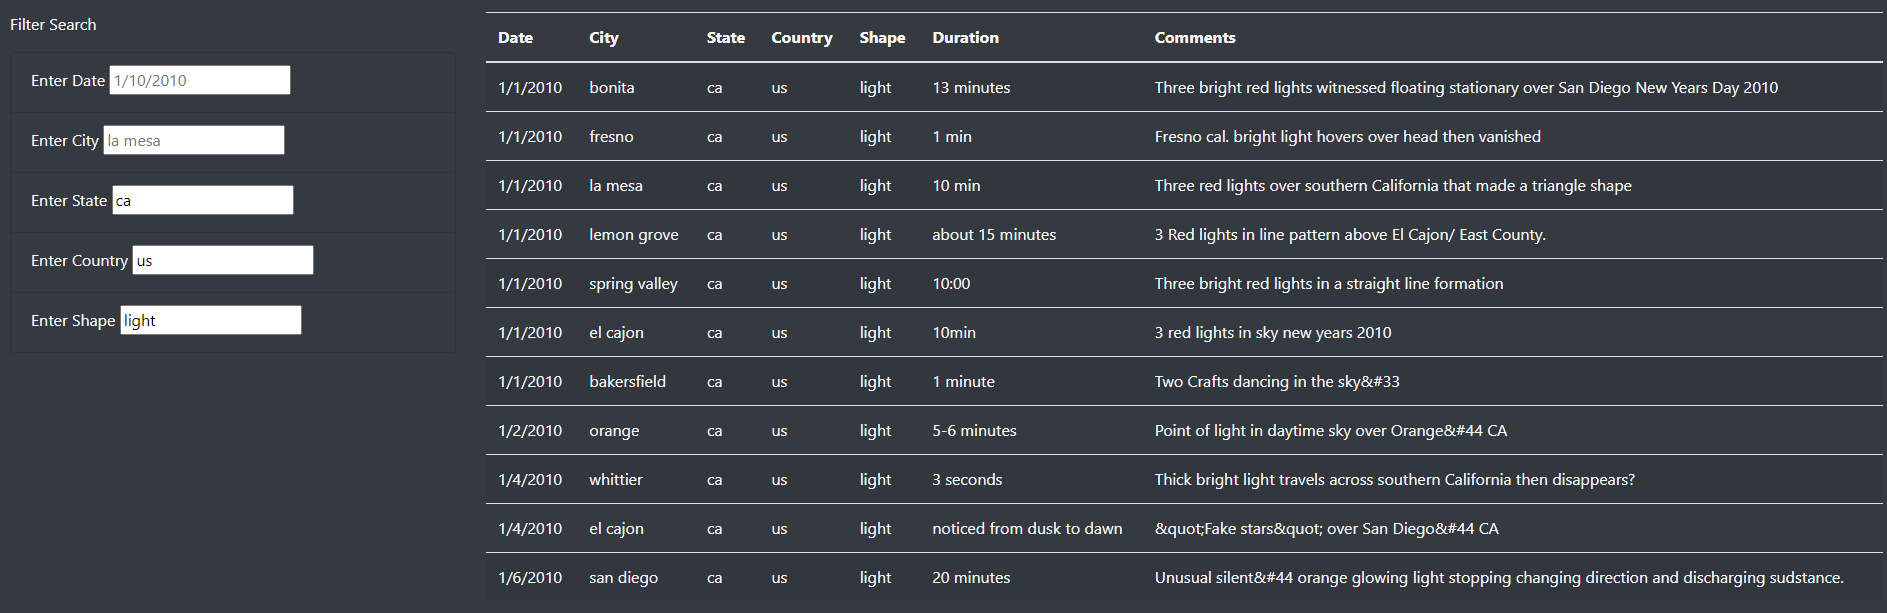 Filter Search
Enter Date 1/10/2010
Enter City la mesa
Enter State ca
Enter Country us
Enter Shape light
Date City State Country Shape Duration Comments
1/1/2010 bonita ca us light 13 minutes Three bright red lights witnessed floating stationary over San Diego New Years Day 2010
1/1/2010 fresno ca us light 1 min Fresno cal. bright light hovers over head then vanished
1/1/2010 la mesa ca us light 10 min Three red lights over southern California that made a triangle shape
1/1/2010 lemon grove ca us light about 15 minutes 3 Red lights in line pattern above El Cajon/ East County.
1/1/2010 spring valley ca us light 10:00 Three bright red lights in a straight line formation
1/1/2010 el cajon ca us light 10min 3 red lights in sky new years 2010
1/1/2010 bakersfield ca us light 1 minute Two Crafts dancing in the sky&#33
1/2/2010 orange ca us light 5-6 minutes Point of light in daytime sky over Orange&#44 CA
1/4/2010 whittier ca us light 3 seconds Thick bright light travels across southern California then disappears?
1/4/2010 el cajon ca us light noticed from dusk to dawn &quot;Fake stars&quot; over San Diego&#44 CA
1/6/2010 san diego ca us light 20 minutes Unusual silent&#44 orange glowing light stopping changing direction and discharging sudstance.